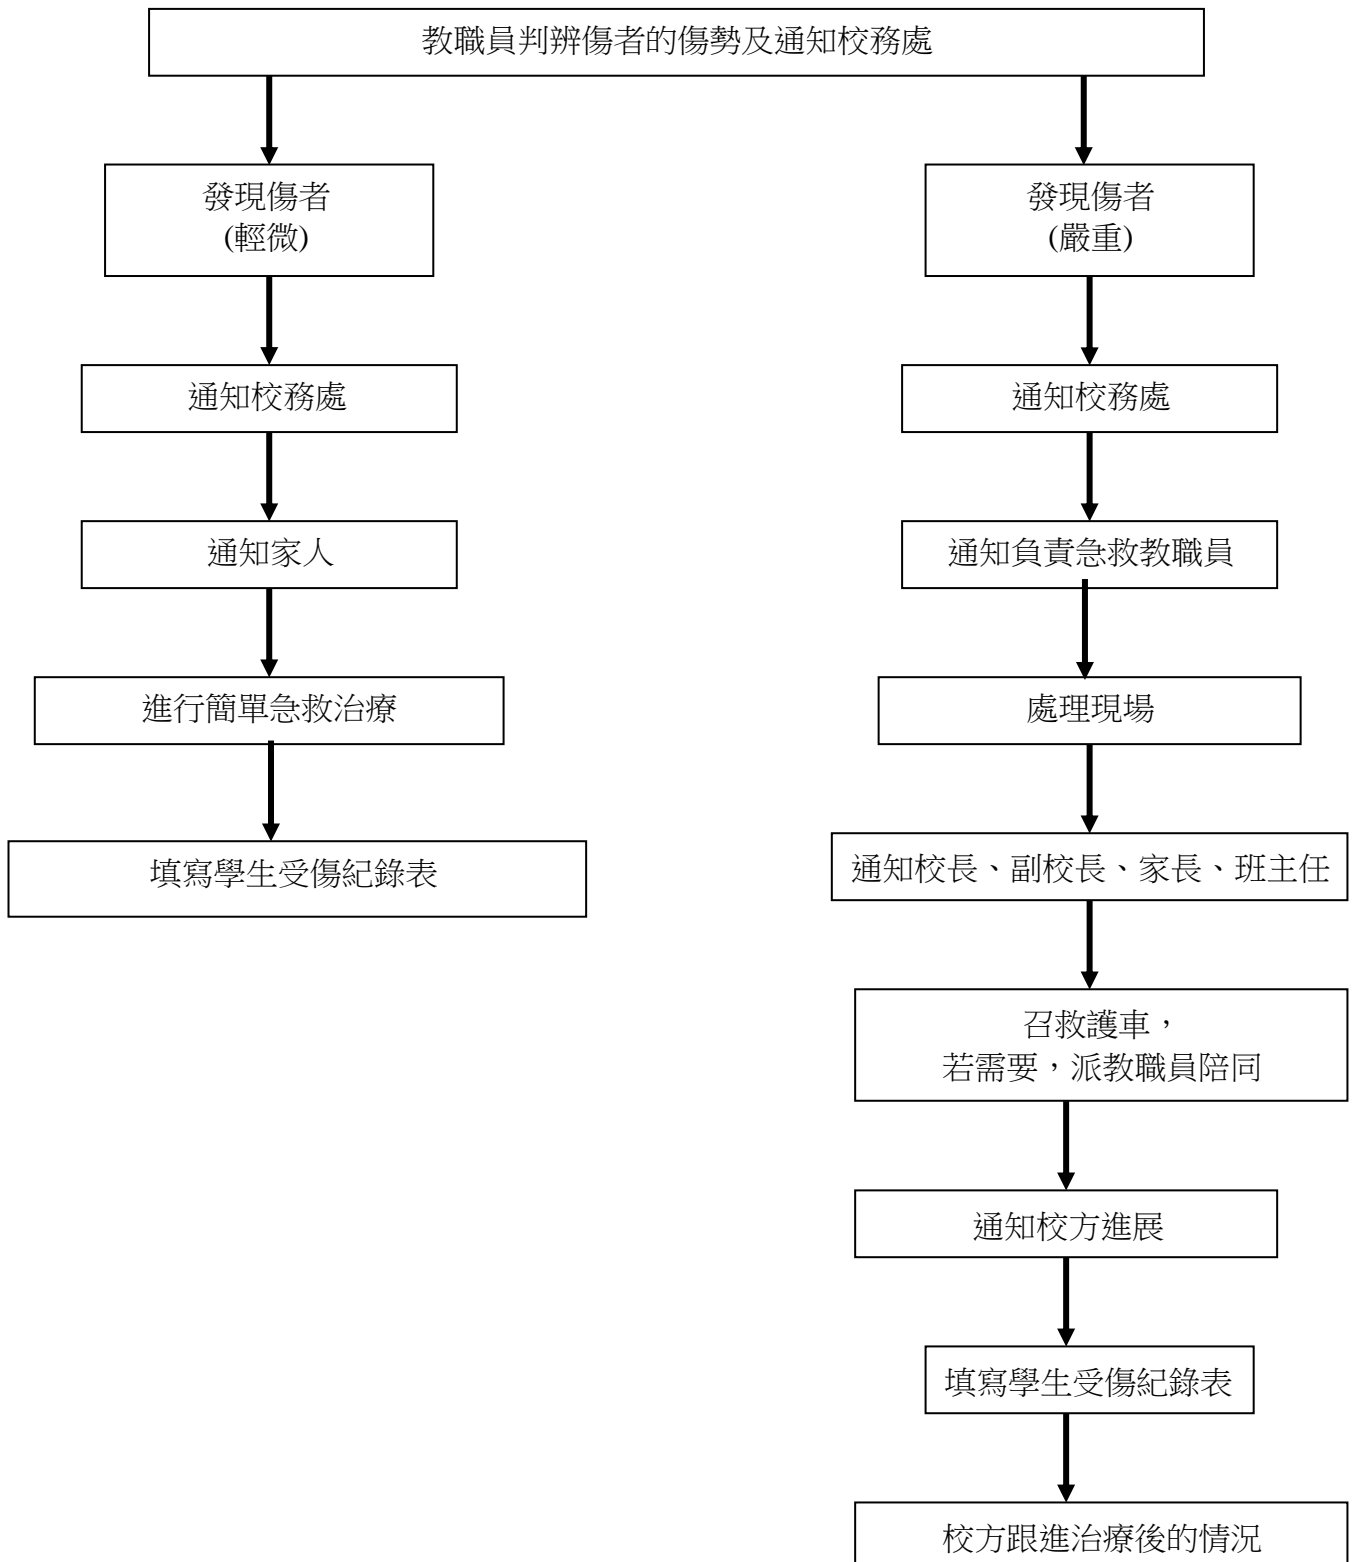 教職員判辨傷者的傷勢及通知校務處
發現傷者
(輕微)
通知校務處
通知家人
進行簡單急救治療
填寫學生受傷紀錄表
發現傷者
(嚴重)
通知校務處
通知負責急救教職員
處理現場
通知校長、副校長、家長、班主任
召救護車，
若需要，派教職員陪同
通知校方進展
填寫學生受傷紀錄表
校方跟進治療後的情況